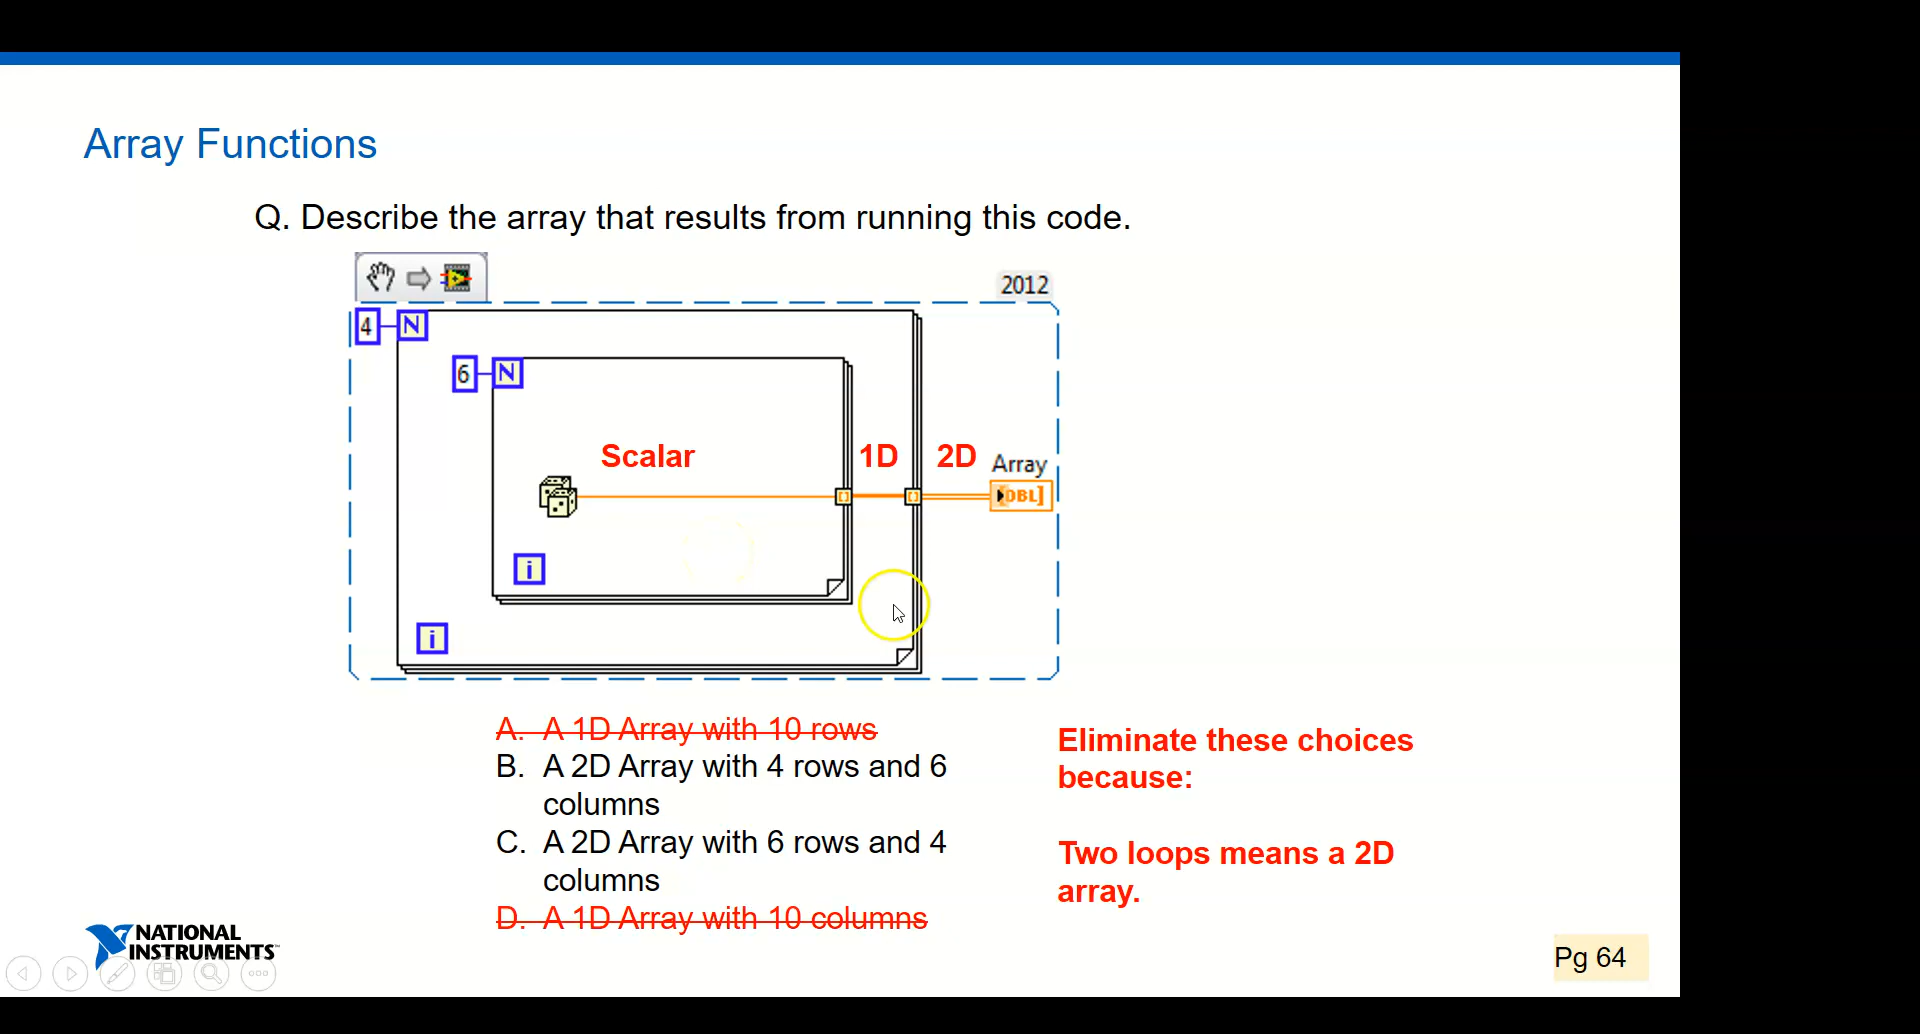 Array Functions
Q. Describe the array that results from running this code.
2012
4 N
6 N
Scalar
1D
2D
Array
DBL]
i
i
A. A 1D Array with 10 rows
B. A 2D Array with 4 rows and 6
columns
C. A 2D Array with 6 rows and 4
columns
D. A 1D Array with 10 columns
Eliminate these choices
because:
Two loops means a 2D
array.
NATIONAL
INSTRUMENTS™
Pg 64